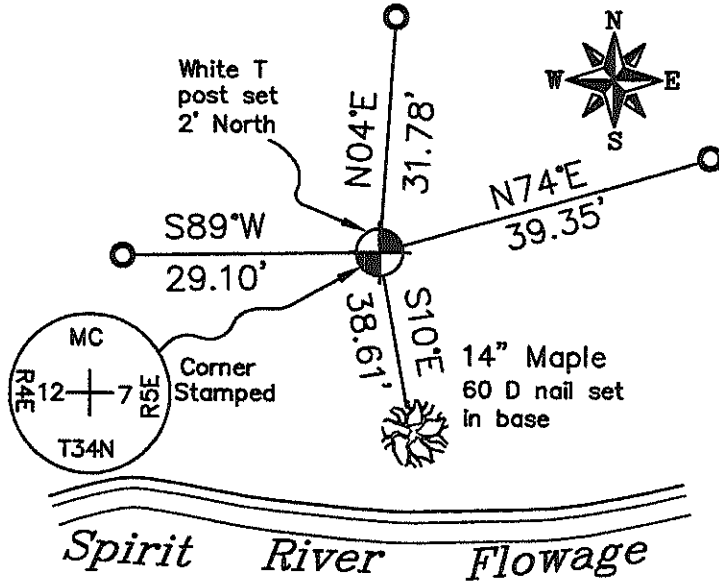 N
W E
S
White T
post set
2' North
N04°E
31.78'
N74°E
39.35'
S89°W
29.10'
S10°E
38.61'
MC
R4E 12 7 R5E
T34N
Corner
Stamped
14" Maple
60 D nail set
in base
Spirit River Flowage